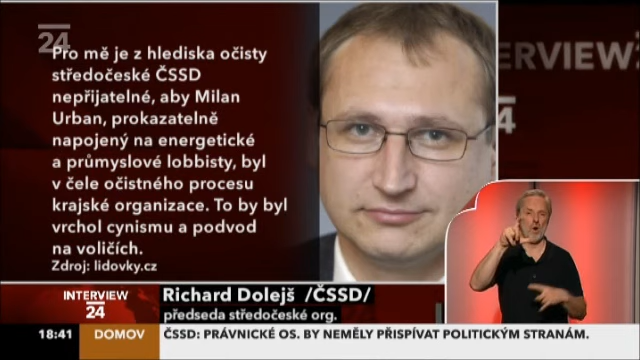 24
Pro mě je z hlediska očisty
středočeské ČSSD
nepřijatelné, aby Milan
Urban, prokazatelně
napojený na energetické
a průmyslové lobbisty, byl
v čele očistného procesu
krajské organizace. To by byl
vrchol cynismu a podvod
na voličích.
Zdroj: lidovky.cz
ERVIEW
24
INTERVIEW
24
Richard Dolejš /ČSSD/
předseda středočeské org.
18:41 DOMOV ČSSD: PRÁVNICKÉ OS. BY NEMĚLY PŘISPÍVAT POLITICKÝM STRANÁM.